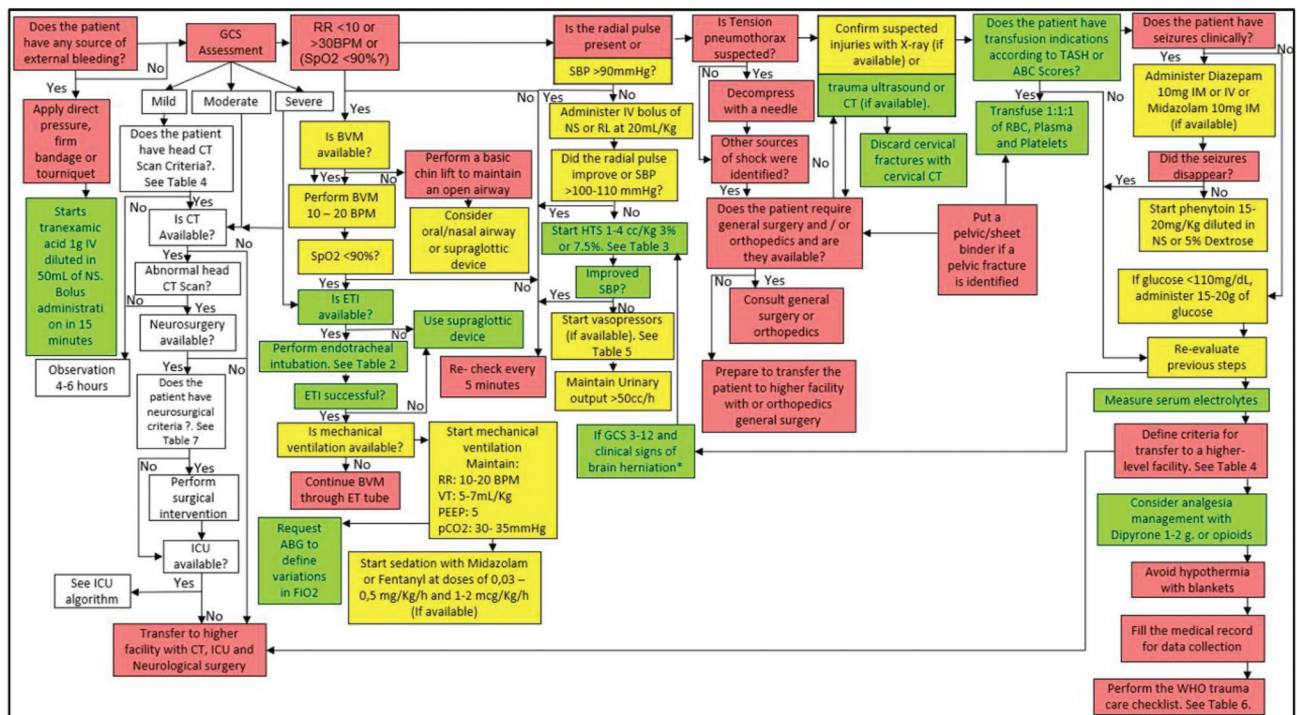 Does the patient
have any source of
external bleeding?
No
Yes
Apply direct
pressure,
firm
bandage or
tourniquet
Starts
tranexamic
acid 1g IV
diluted in
50mL of NS.
Bolus
administrati
on in 15
minutes
GCS
Assessment
Mild
Moderate
Severe
Does the patient
have head CT
Scan Criteria?.
See Table 4
No
Yes
Is CT
Available?
Yes
No
Abnormal head
CT Scan?
No
Yes
Neurosurgery
available?
Observation
4-6 hours
Yes
No
Does the patient
have
neurosurgical
criteria ?. See
Table 7
No
Yes
Perform
surgical
intervention
ICU
available?
Yes
See ICU
algorithm
No
Transfer to higher
facility with CT, ICU and
Neurological surgery
RR <10 or
>30BPM or
(SpO2 <90%?)
No
Yes
Is BVM
available?
Yes
No
Perform a basic
chin lift to maintain
an open airway
Perform BVM
10 – 20 BPM
Consider
oral/nasal airway
or supraglottic
device
SpO2 <90%?
Yes
No
Is ETI
available?
Yes
No
Use supraglottic
device
Perform endotracheal
intubation. See Table 2
ETI successful?
Yes
No
Is mechanical
ventilation available?
No
Continue BVM
through ET tube
Start mechanical
ventilation
Maintain:
RR: 10-20 BPM
VT: 5-7mL/Kg
PEEP: 5
pCO2: 30- 35mmHg
Request
ABG to
define
variations
in FiO2
Start sedation with Midazolam
or Fentanyl at doses of 0,03 –
0,5 mg/Kg/h and 1-2 mcg/Kg/h
(If available)
Is the radial pulse
present or
SBP >90mmHg?
Yes
No
Administer IV bolus of
NS or RL at 20mL/Kg
Did the radial pulse
improve or SBP
>100-110 mmHg?
Yes
No
Start HTS 1-4 cc/Kg 3%
or 7.5%. See Table 3
Improved
SBP?
Yes
No
Start vasopressors
(if available). See
Table 5
Re- check every
5 minutes
Maintain Urinary
output >50cc/h
If GCS 3-12 and
clinical signs of
brain herniation*
Is Tension
pneumothorax
suspected?
No
Yes
Decompress
with a needle
Other sources
of shock were
identified?
No
Yes
Does the patient require
general surgery and / or
orthopedics and are
they available?
Yes
Consult general
surgery or
orthopedics
No
Prepare to transfer the
patient to higher facility
with or orthopedics
general surgery
Confirm suspected
injuries with X-ray (if
available) or
trauma ultrasound or
CT (if available).
Discard cervical
fractures with
cervical CT
Does the patient have
transfusion indications
according to TASH or
ABC Scores?
No
Yes
Transfuse 1:1:1
of RBC, Plasma
and Platelets
Put a
pelvic/sheet
binder if a
pelvic fracture
is identified
Does the patient have
seizures clinically?
Yes
No
Administer Diazepam
10mg IM or IV or
Midazolam 10mg IM
(if available)
Did the seizures
disappear?
Yes
No
Start phenytoin 15-
20mg/Kg diluted in
NS or 5% Dextrose
If glucose <110mg/dL,
administer 15-20g of
glucose
Re-evaluate
previous steps
Measure serum electrolytes
Define criteria for
transfer to a higher-
level facility. See Table 4
Consider analgesia
management with
Dipyrone 1-2 g. or opioids
Avoid hypothermia
with blankets
Fill the medical record
for data collection
Perform the WHO trauma
care checklist. See Table 6.